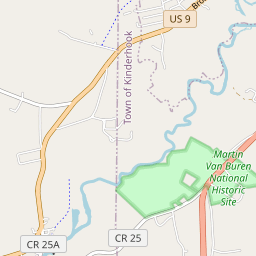 US 9
Bro
Town of Kinderhook
Martin
Van Buren
National
Historic
Site
CR 25
CR 25A